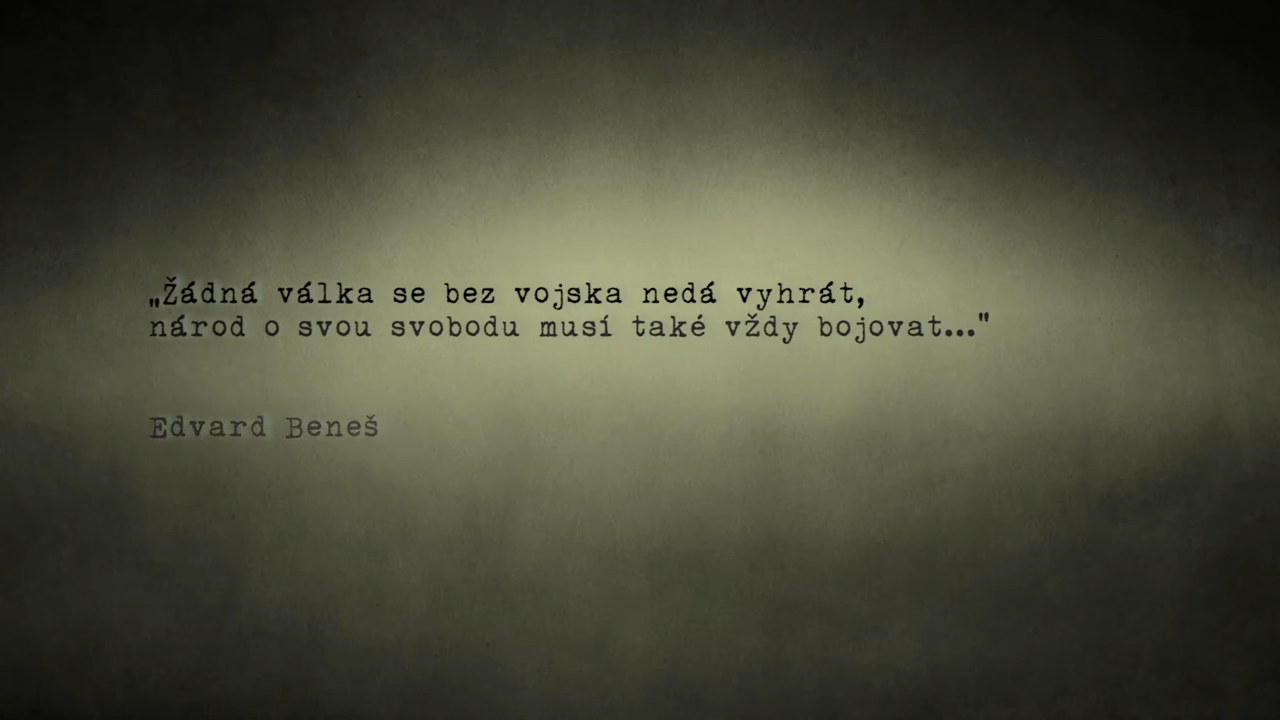 „Žádná válka se bez vojska nedá vyhrát,
národ o svou svobodu musí také vždy bojovat..."
Edvard Beneš